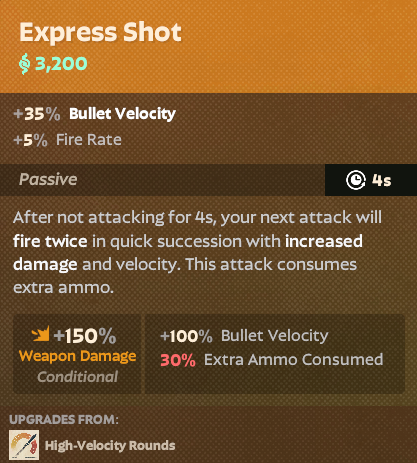 Express Shot
3,200
+35% Bullet Velocity
+5% Fire Rate
Passive
4s
After not attacking for 4s, your next attack will
fire twice in quick succession with increased
damage and velocity. This attack consumes
extra ammo.
+150%
Weapon Damage
Conditional
+100% Bullet Velocity
30% Extra Ammo Consumed
UPGRADES FROM:
High-Velocity Rounds